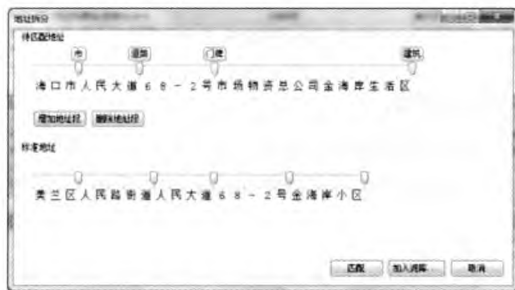 地址拆分
待匹配地址
市 道路 门牌 建筑
海口市人民大道68-2号市场物资总公司金海岸生活区
增加地址段 删除地址段
标准地址
美兰区人民路街道人民大道68-2号金海岸小区
匹配 加入词库... 取消